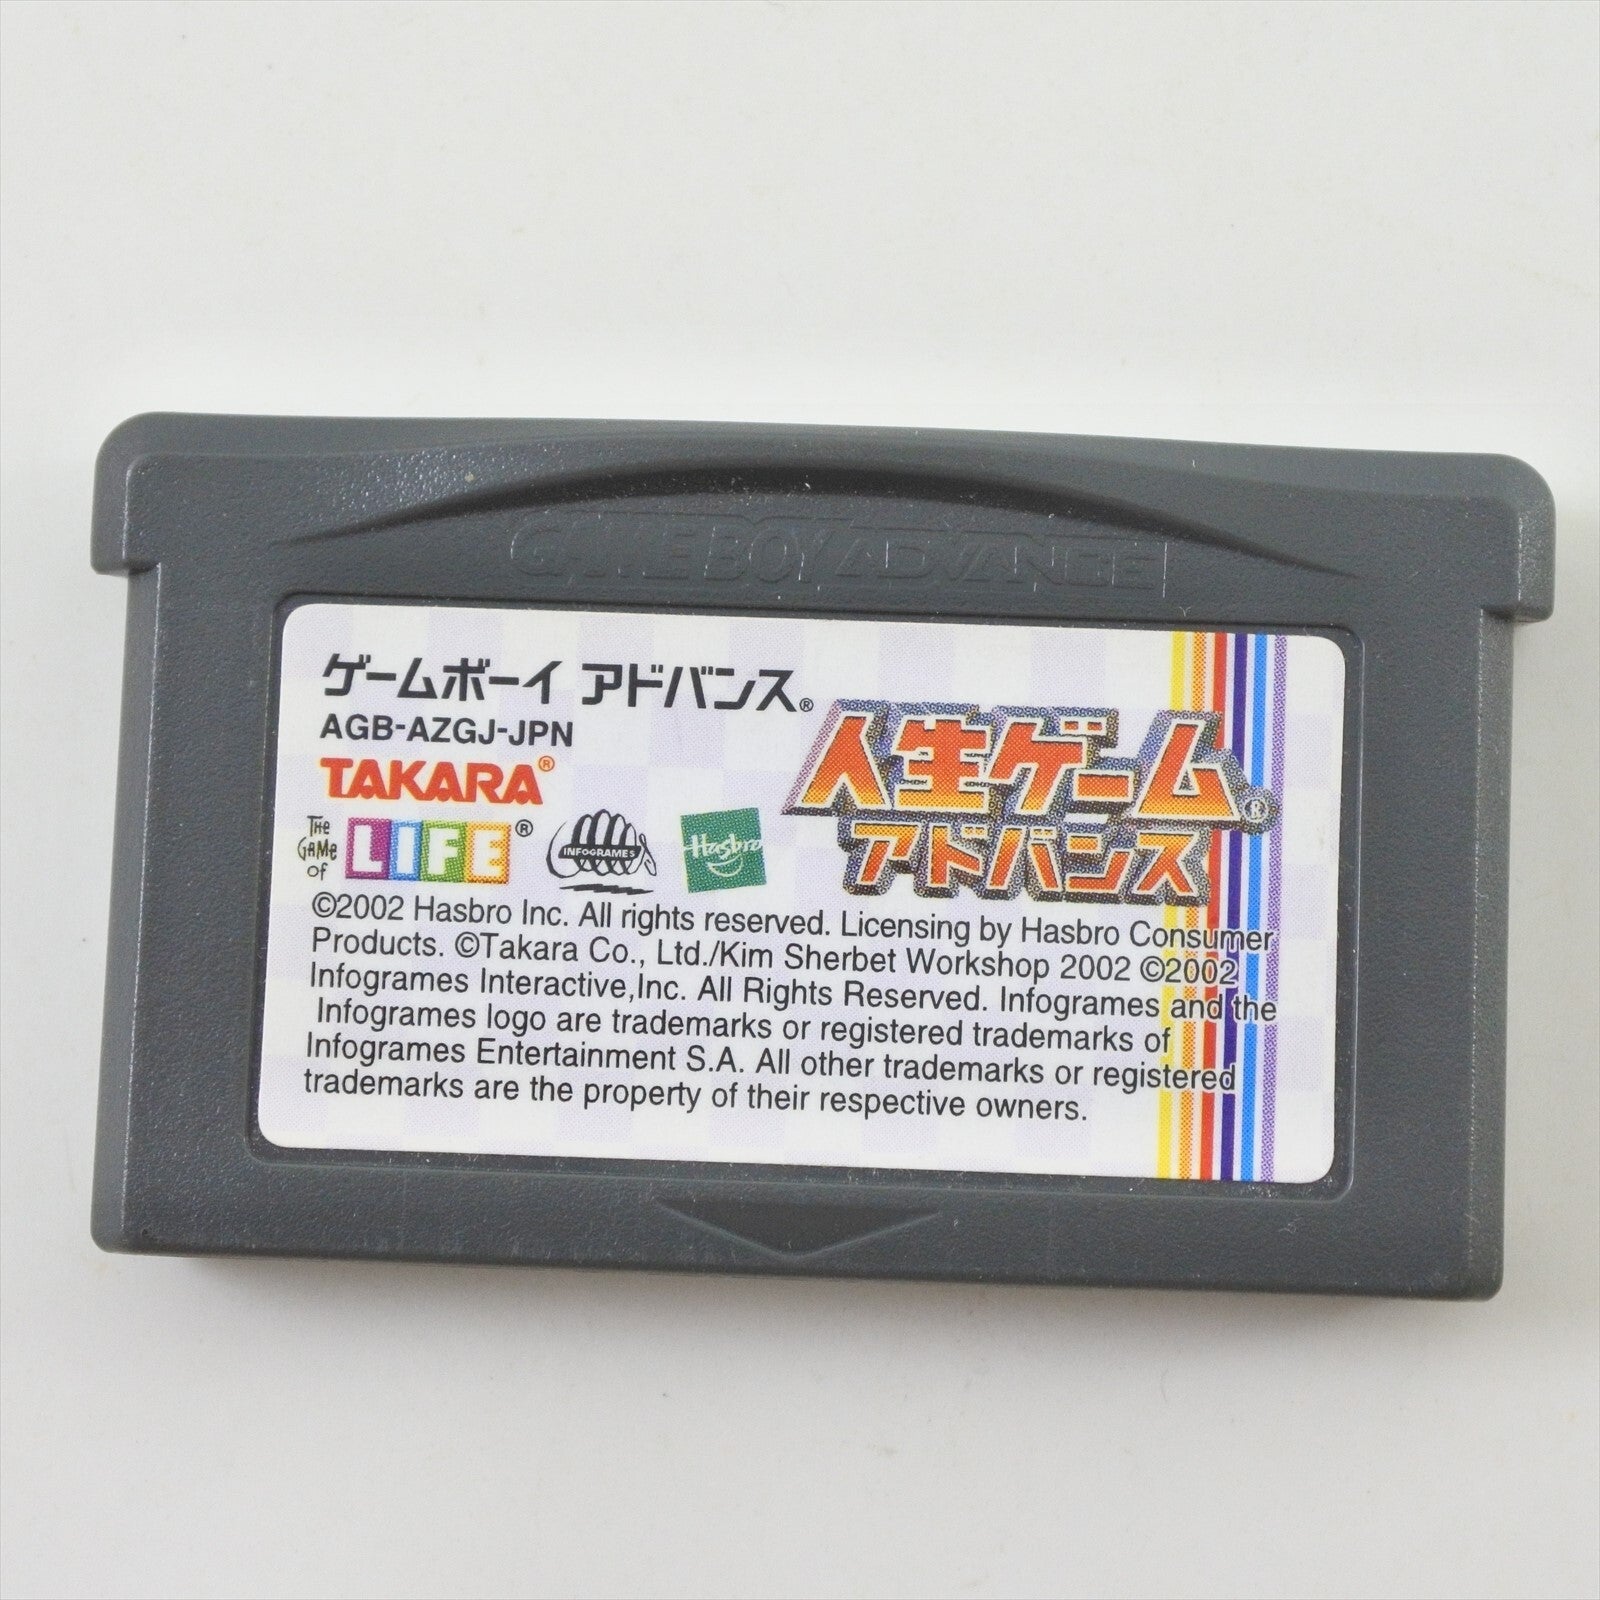 GAME BOY ADVANCE
ゲームボーイ アドバンス®
AGB-AZGJ-JPN
TAKARA®
人生ゲーム®
アドバンス
THE GAME of LIFE®
INFOGRAMES
Hasbro
©2002 Hasbro Inc. All rights reserved. Licensing by Hasbro Consumer
Products. ©Takara Co., Ltd./Kim Sherbet Workshop 2002 ©2002
Infogrames Interactive,Inc. All Rights Reserved. Infogrames and the
Infogrames logo are trademarks or registered trademarks of
Infogrames Entertainment S.A. All other trademarks or registered
trademarks are the property of their respective owners.